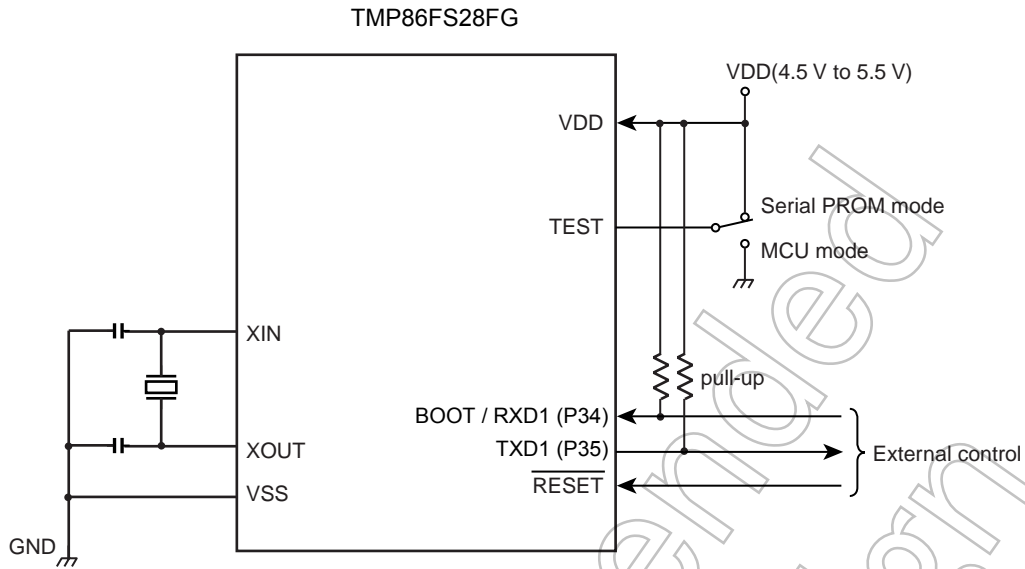 TMP86FS28FG
VDD(4.5 V to 5.5 V)
VDD
Serial PROM mode
TEST
MCU mode
XIN
pull-up
BOOT / RXD1 (P34)
XOUT
TXD1 (P35)
External control
RESET
VSS
GND